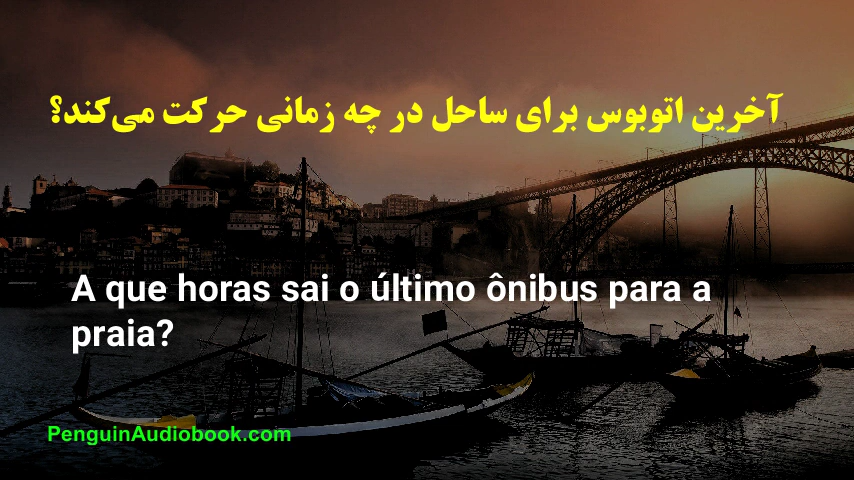 آخرین اتوبوس برای ساحل در چه زمانی حرکت می‌کند؟
A que horas sai o último ônibus para a
praia?
PenguinAudiobook.com